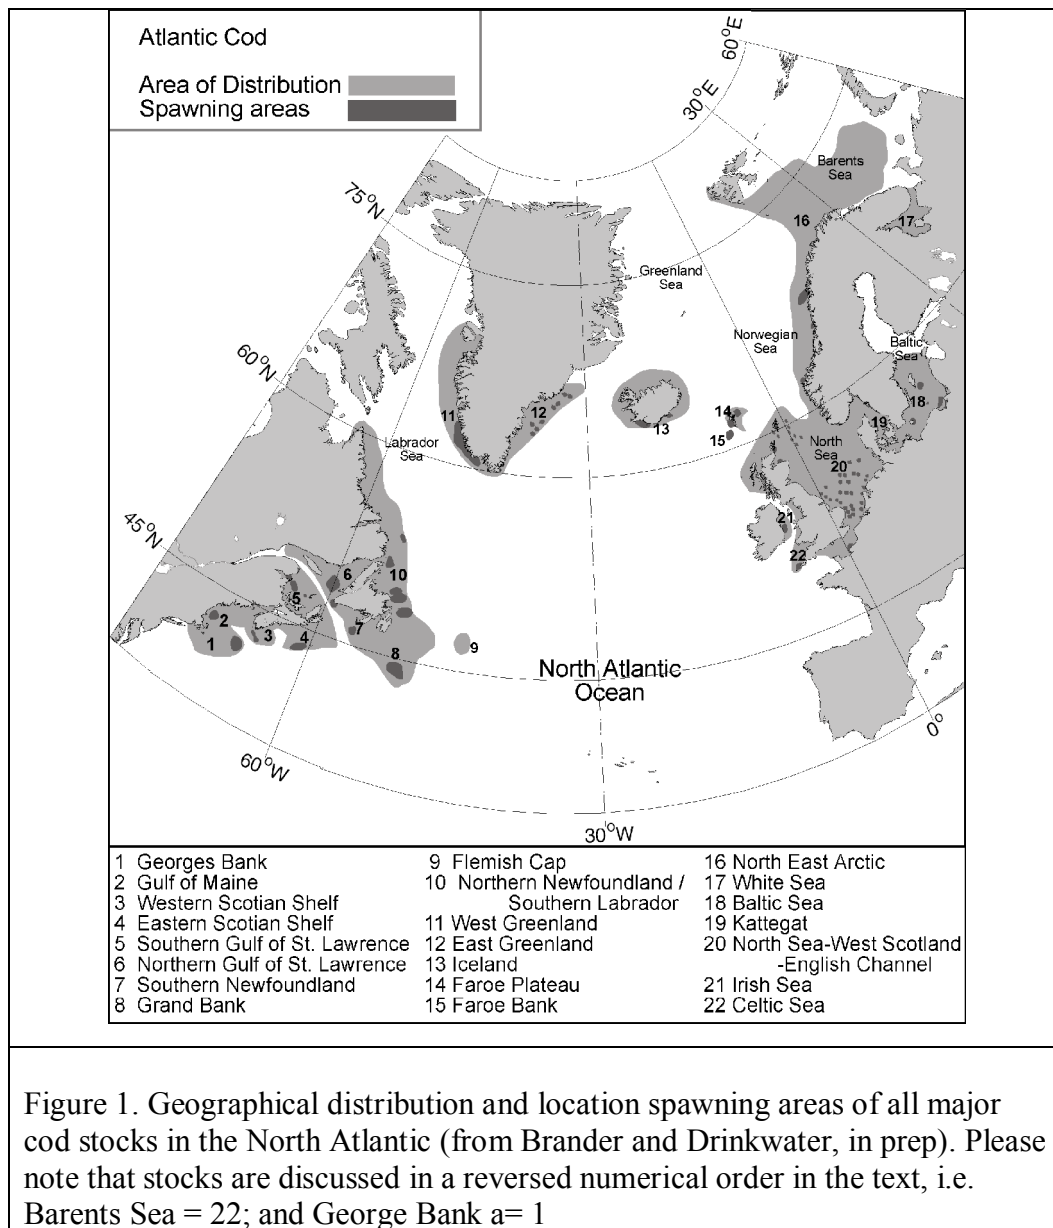 Atlantic Cod
Area of Distribution
Spawning areas
60°E
30°E
75°N
60°N
45°N
60°W
30°W
0°
Barents
Sea
16
17
Greenland
Sea
Norwegian
Sea
Baltic
Sea
11
12
13
14
15
18
19
Labrador
Sea
North
Sea
20
21
22
10
6
5
2
1
3
4
7
8
9
North Atlantic
Ocean
1 Georges Bank
2 Gulf of Maine
3 Western Scotian Shelf
4 Eastern Scotian Shelf
5 Southern Gulf of St. Lawrence
6 Northern Gulf of St. Lawrence
7 Southern Newfoundland
8 Grand Bank
9 Flemish Cap
10 Northern Newfoundland /
Southern Labrador
11 West Greenland
12 East Greenland
13 Iceland
14 Faroe Plateau
15 Faroe Bank
16 North East Arctic
17 White Sea
18 Baltic Sea
19 Kattegat
20 North Sea-West Scotland
-English Channel
21 Irish Sea
22 Celtic Sea
Figure 1. Geographical distribution and location spawning areas of all major
cod stocks in the North Atlantic (from Brander and Drinkwater, in prep). Please
note that stocks are discussed in a reversed numerical order in the text, i.e.
Barents Sea = 22; and George Bank a= 1